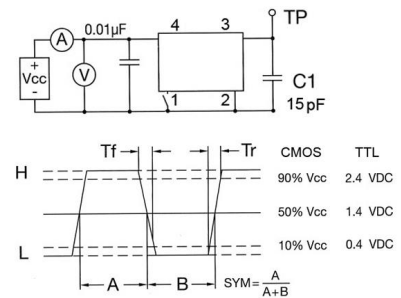 TP
A
0.01µF
4
3
+
Vcc
-
V
1
2
C1
15pF
Tf
Tr
CMOS
TTL
H
90% Vcc
2.4 VDC
50% Vcc
1.4 VDC
L
10% Vcc
0.4 VDC
A
B
SYM=A/A+B